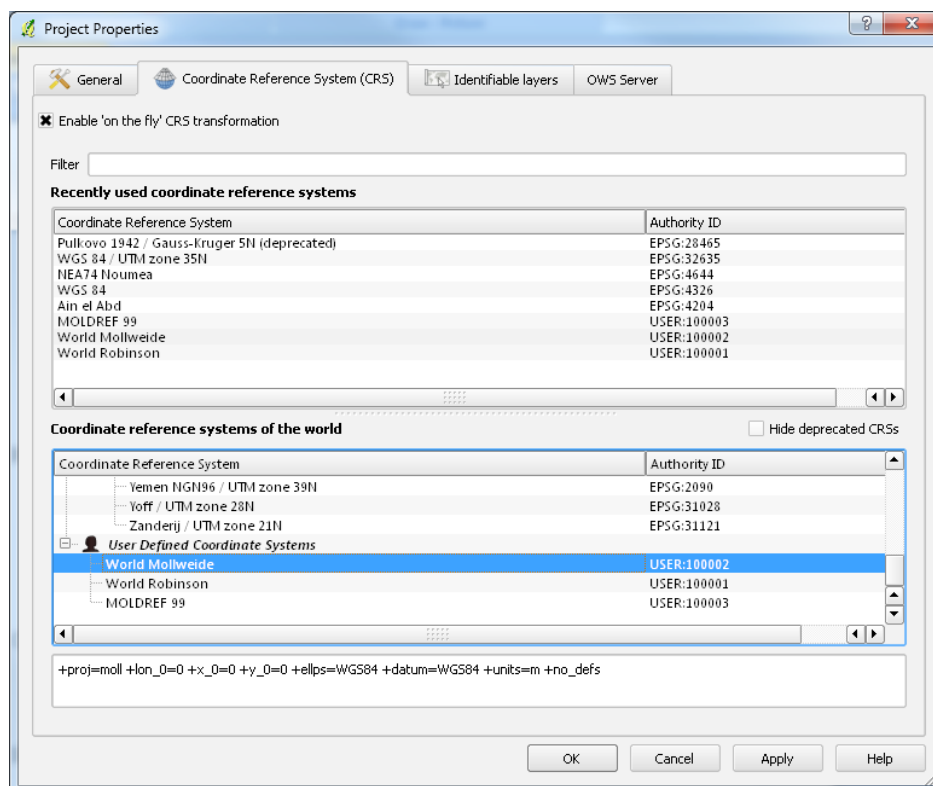 Project Properties
General
Coordinate Reference System (CRS)
Identifiable layers
OWS Server
Enable 'on the fly' CRS transformation
Filter
Recently used coordinate reference systems
Coordinate Reference System Authority ID
Pulkovo 1942 / Gauss-Kruger 5N (deprecated) EPSG:28465
WGS 84 / UTM zone 35N EPSG:32635
NEA74 Noumea EPSG:4644
WGS 84 EPSG:4326
Ain el Abd EPSG:4204
MOLDREF 99 USER:100003
World Mollweide USER:100002
World Robinson USER:100001
Coordinate reference systems of the world
Hide deprecated CRSs
Coordinate Reference System Authority ID
Yemen NGN96 / UTM zone 39N EPSG:2090
Yoff / UTM zone 28N EPSG:31028
Zanderij / UTM zone 21N EPSG:31121
User Defined Coordinate Systems
World Mollweide USER:100002
World Robinson USER:100001
MOLDREF 99 USER:100003
+proj=moll +lon_0=0 +x_0=0 +y_0=0 +ellps=WGS84 +datum=WGS84 +units=m +no_defs
OK
Cancel
Apply
Help